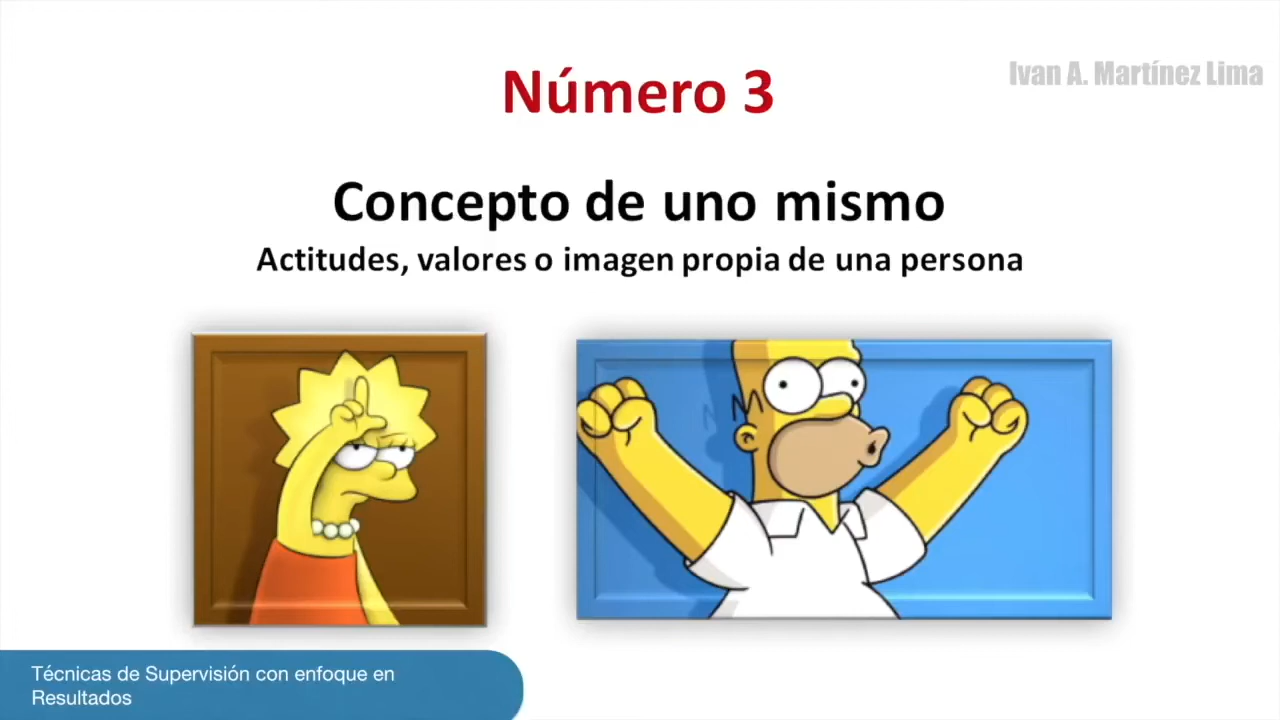 Ivan A. Martínez Lima
Número 3
Concepto de uno mismo
Actitudes, valores o imagen propia de una persona
Técnicas de Supervisión con enfoque en
Resultados